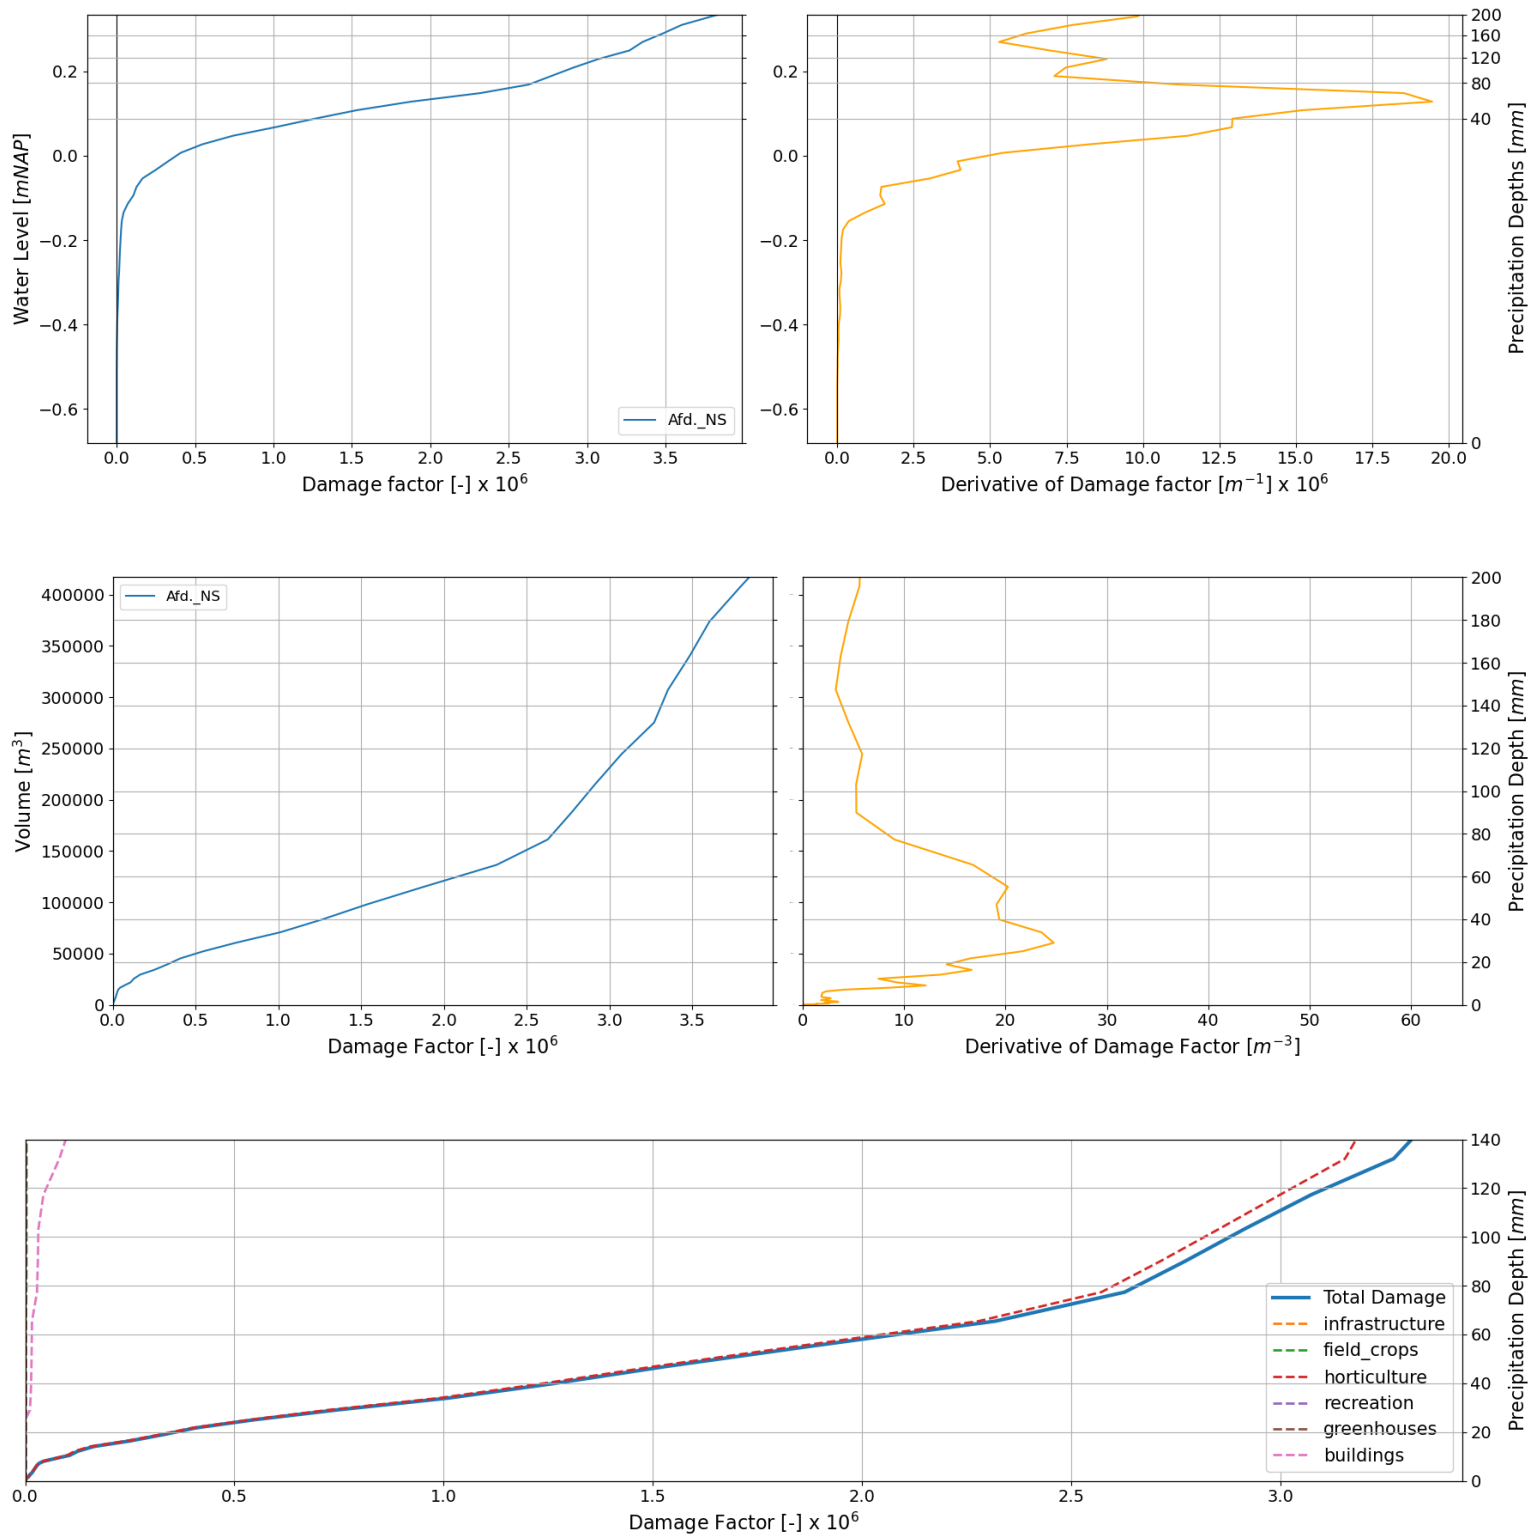 Water Level [mNAP]
0.2
0.0
−0.2
−0.4
−0.6
Afd._NS
0.0 0.5 1.0 1.5 2.0 2.5 3.0 3.5
Damage factor [-] x 10⁶
0.2
0.0
−0.2
−0.4
−0.6
0.0 2.5 5.0 7.5 10.0 12.5 15.0 17.5 20.0
Derivative of Damage factor [m⁻¹] x 10⁶
200
160
120
80
40
0
Precipitation Depths [mm]
Volume [m³]
400000
350000
300000
250000
200000
150000
100000
50000
0
Afd._NS
0.0 0.5 1.0 1.5 2.0 2.5 3.0 3.5
Damage Factor [-] x 10⁶
0 10 20 30 40 50 60
Derivative of Damage Factor [m⁻³]
200
180
160
140
120
100
80
60
40
20
0
Precipitation Depth [mm]
Total Damage
infrastructure
field_crops
horticulture
recreation
greenhouses
buildings
0.0 0.5 1.0 1.5 2.0 2.5 3.0
Damage Factor [-] x 10⁶
140
120
100
80
60
40
20
0
Precipitation Depth [mm]